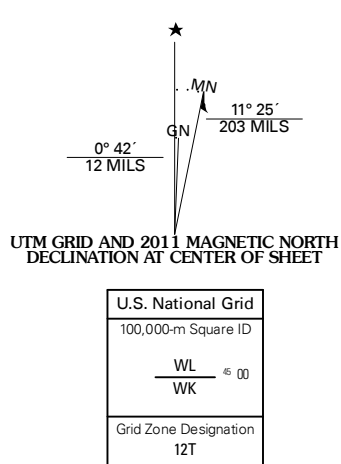 MN
11° 25´
203 MILS
GN
0° 42´
12 MILS
UTM GRID AND 2011 MAGNETIC NORTH
DECLINATION AT CENTER OF SHEET
U.S. National Grid
100,000-m Square ID
WL
45 00
WK
Grid Zone Designation
12T